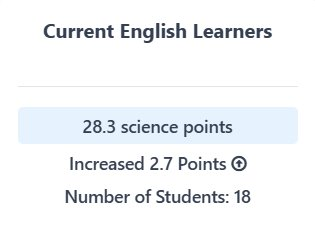 Current English Learners
28.3 science points
Increased 2.7 Points
Number of Students: 18